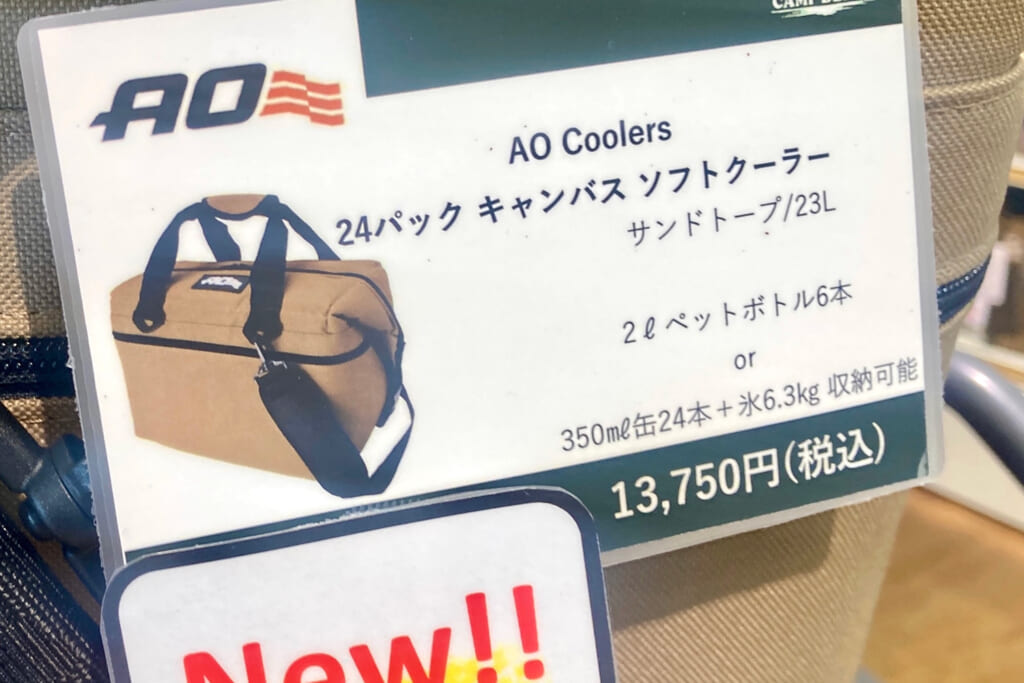 AO
AO Coolers
24パック キャンバス ソフトクーラー
サンドトープ/23L
2ℓペットボトル6本
or
350㎖缶24本＋氷6.3kg 収納可能
13,750円(税込)
New!!